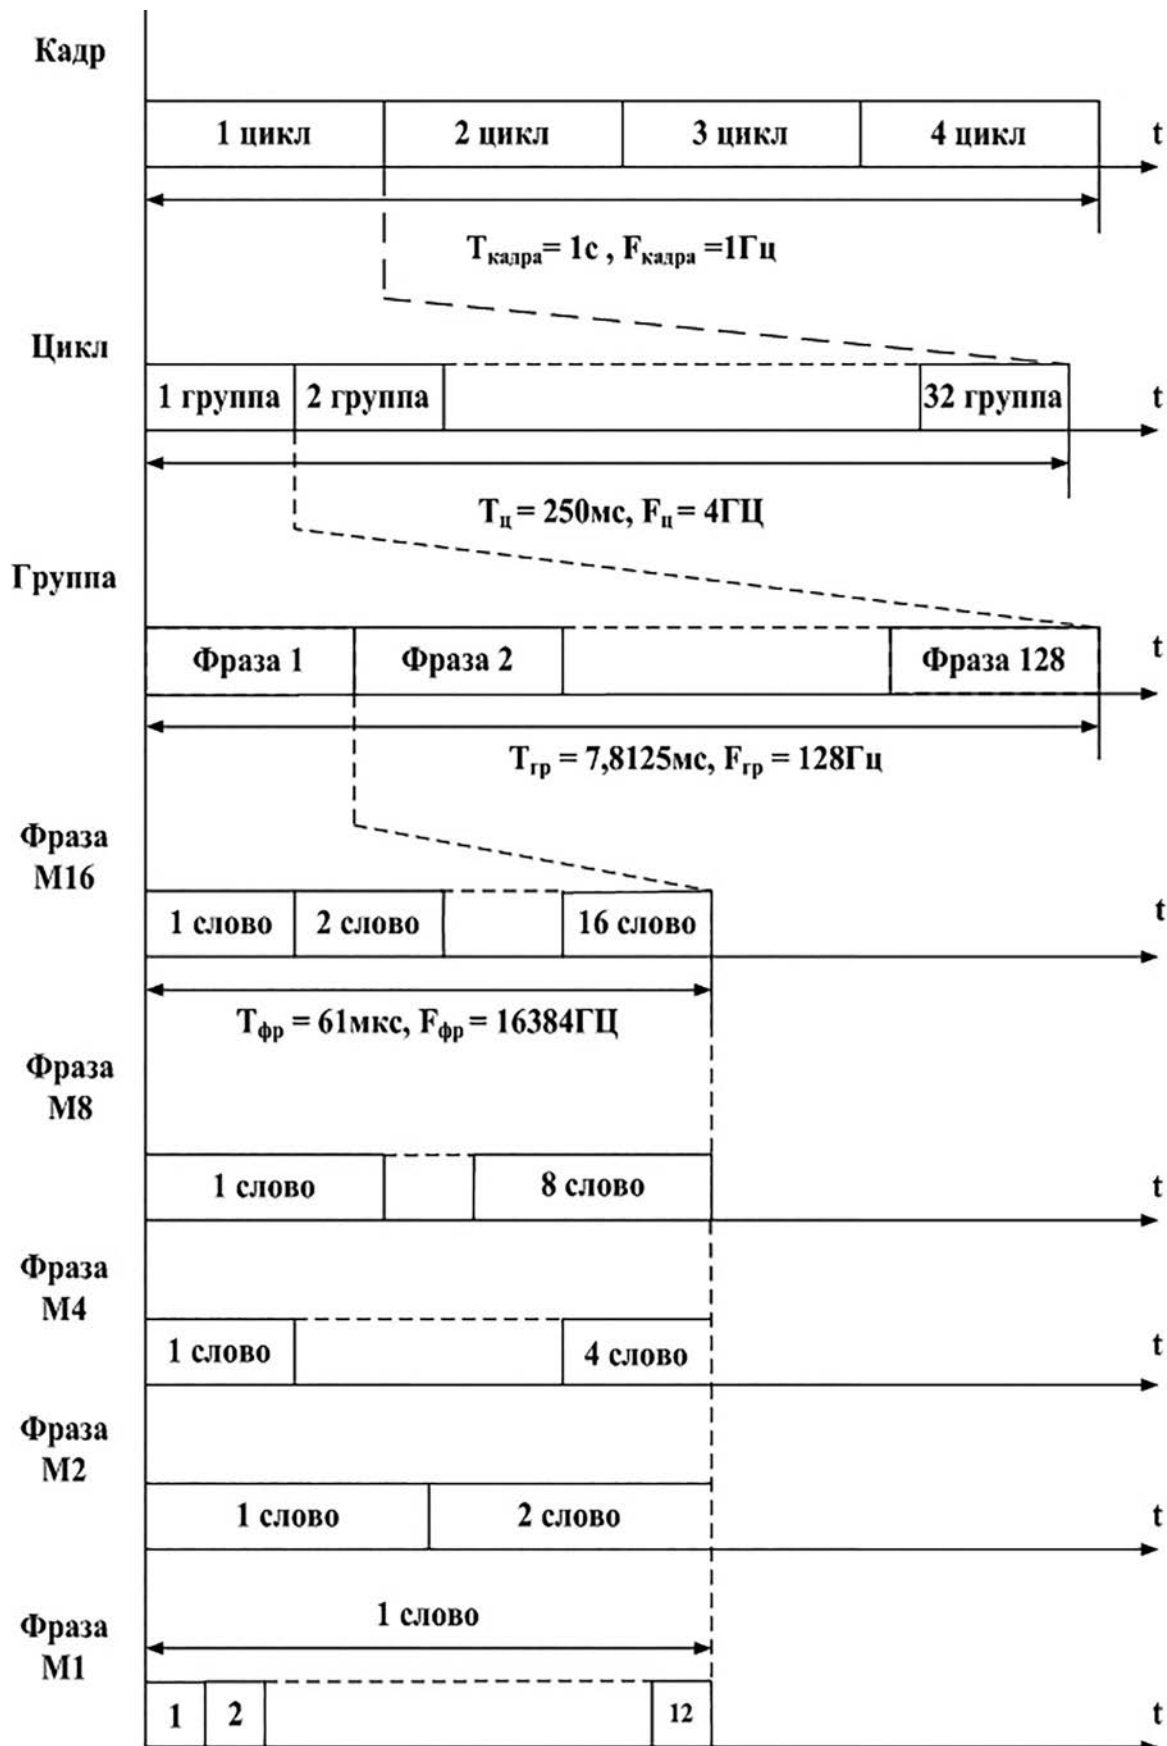 Кадр
1 цикл 2 цикл 3 цикл 4 цикл t
Tкадра= 1с , Fкадра =1Гц
Цикл
1 группа 2 группа 32 группа t
Tц = 250мс, Fц = 4ГЦ
Группа
Фраза 1 Фраза 2 Фраза 128 t
Tгр = 7,8125мс, Fгр = 128Гц
Фраза
М16
1 слово 2 слово 16 слово t
Tфр = 61мкс, Fфр = 16384ГЦ
Фраза
М8
1 слово 8 слово t
Фраза
М4
1 слово 4 слово t
Фраза
М2
1 слово 2 слово t
Фраза
М1
1 слово
1 2 12 t